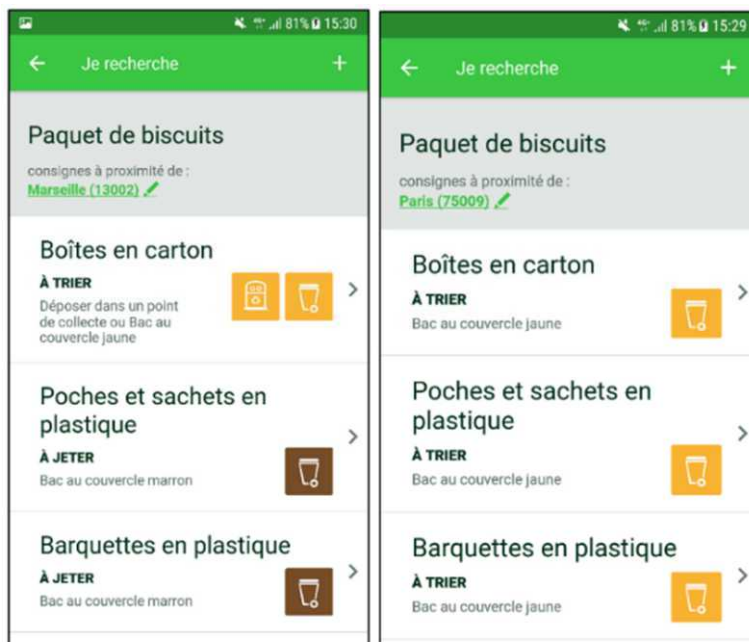 81% 15:30
Je recherche
Paquet de biscuits
consignes à proximité de :
Marseille (13002)
Boîtes en carton
À TRIER
Déposer dans un point
de collecte ou Bac au
couvercle jaune
Poches et sachets en
plastique
À JETER
Bac au couvercle marron
Barquettes en plastique
À JETER
Bac au couvercle marron
81% 15:29
Je recherche
Paquet de biscuits
consignes à proximité de :
Paris (75009)
Boîtes en carton
À TRIER
Bac au couvercle jaune
Poches et sachets en
plastique
À TRIER
Bac au couvercle jaune
Barquettes en plastique
À TRIER
Bac au couvercle jaune